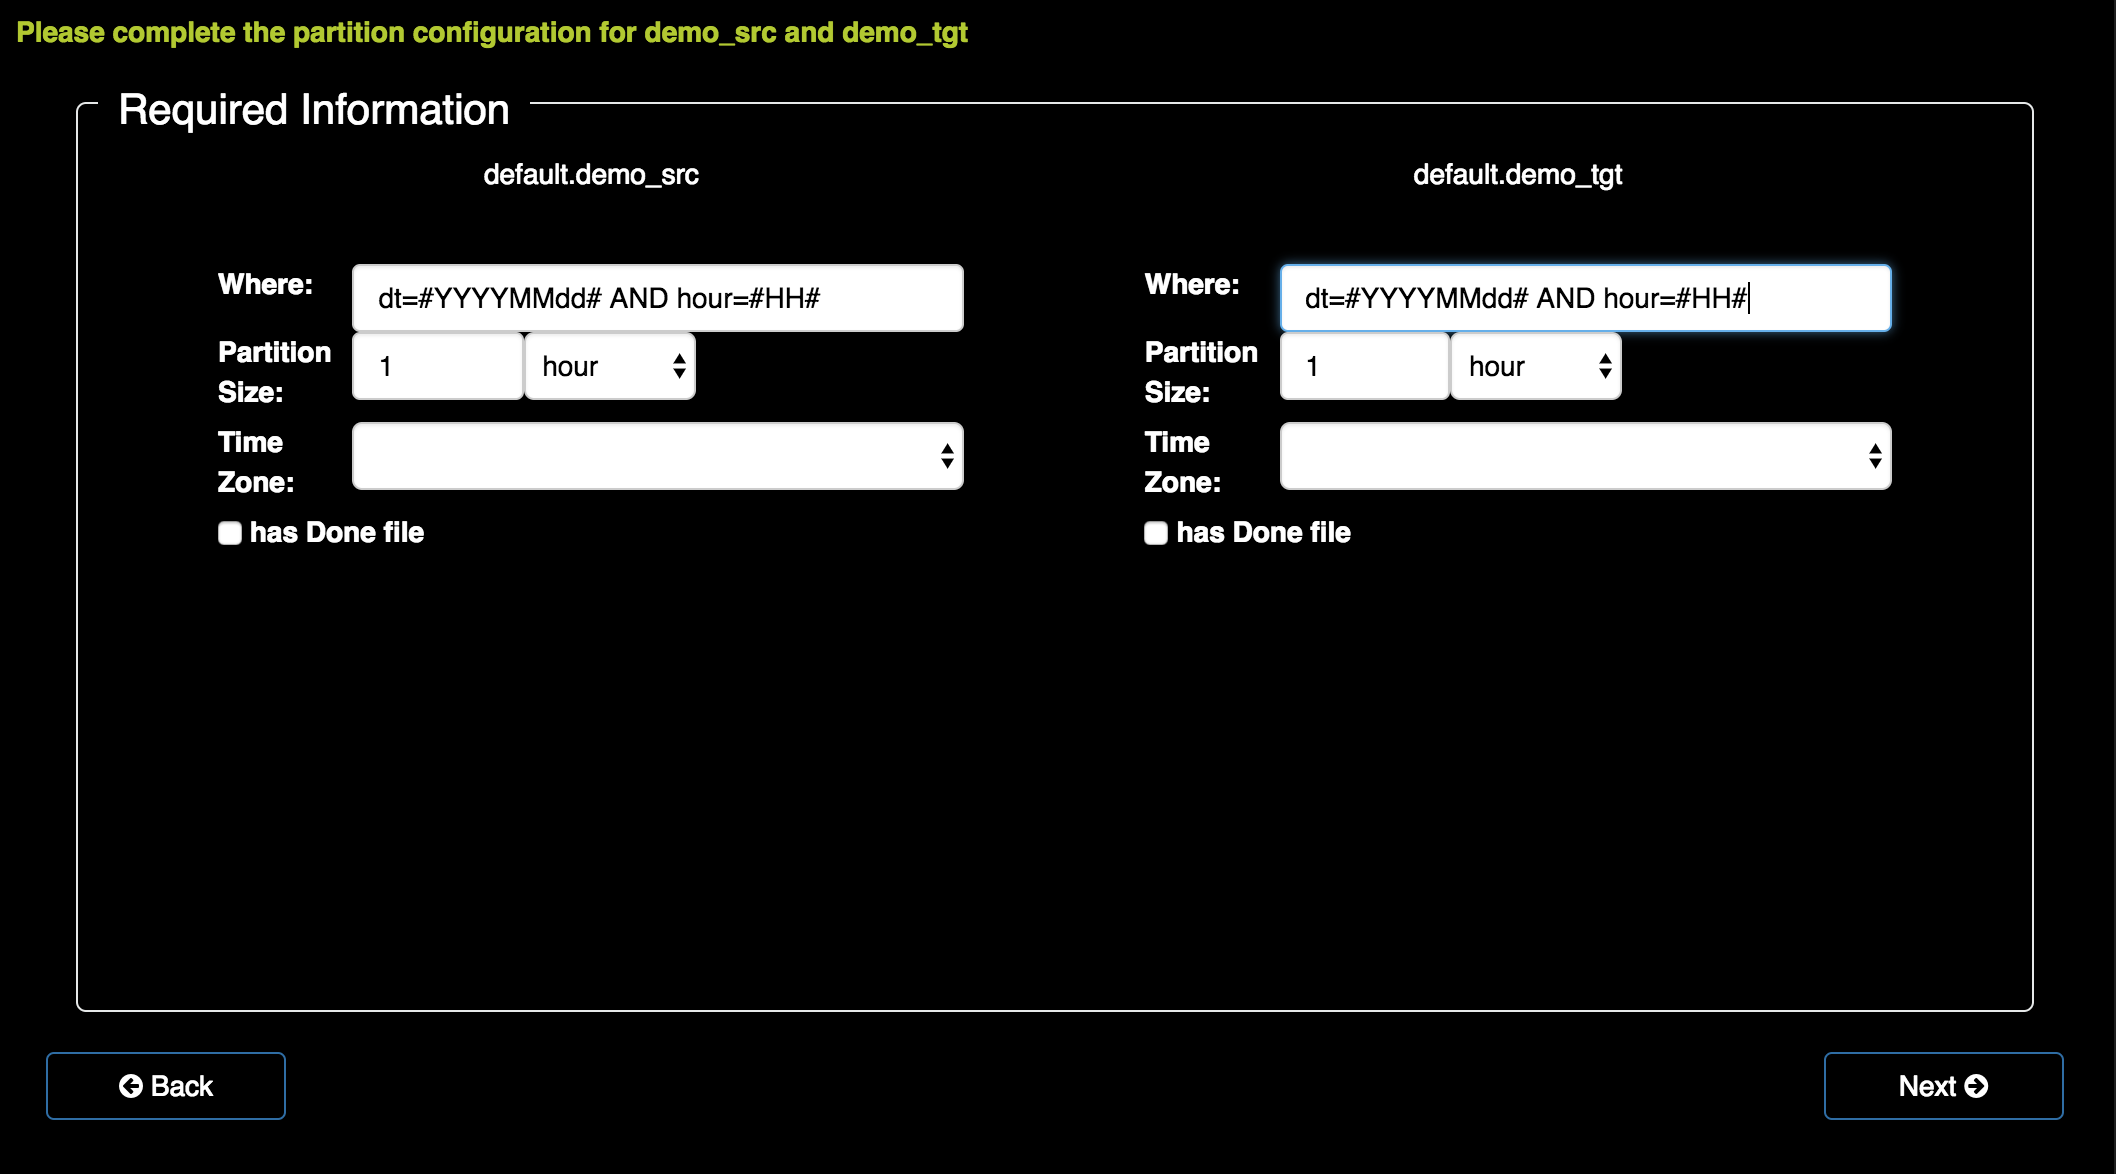 Please complete the partition configuration for demo_src and demo_tgt
Required Information
default.demo_src
Where: dt=#YYYYMMdd# AND hour=#HH#
Partition Size: 1 hour
Time Zone:
has Done file
default.demo_tgt
Where: dt=#YYYYMMdd# AND hour=#HH#
Partition Size: 1 hour
Time Zone:
has Done file
Back
Next